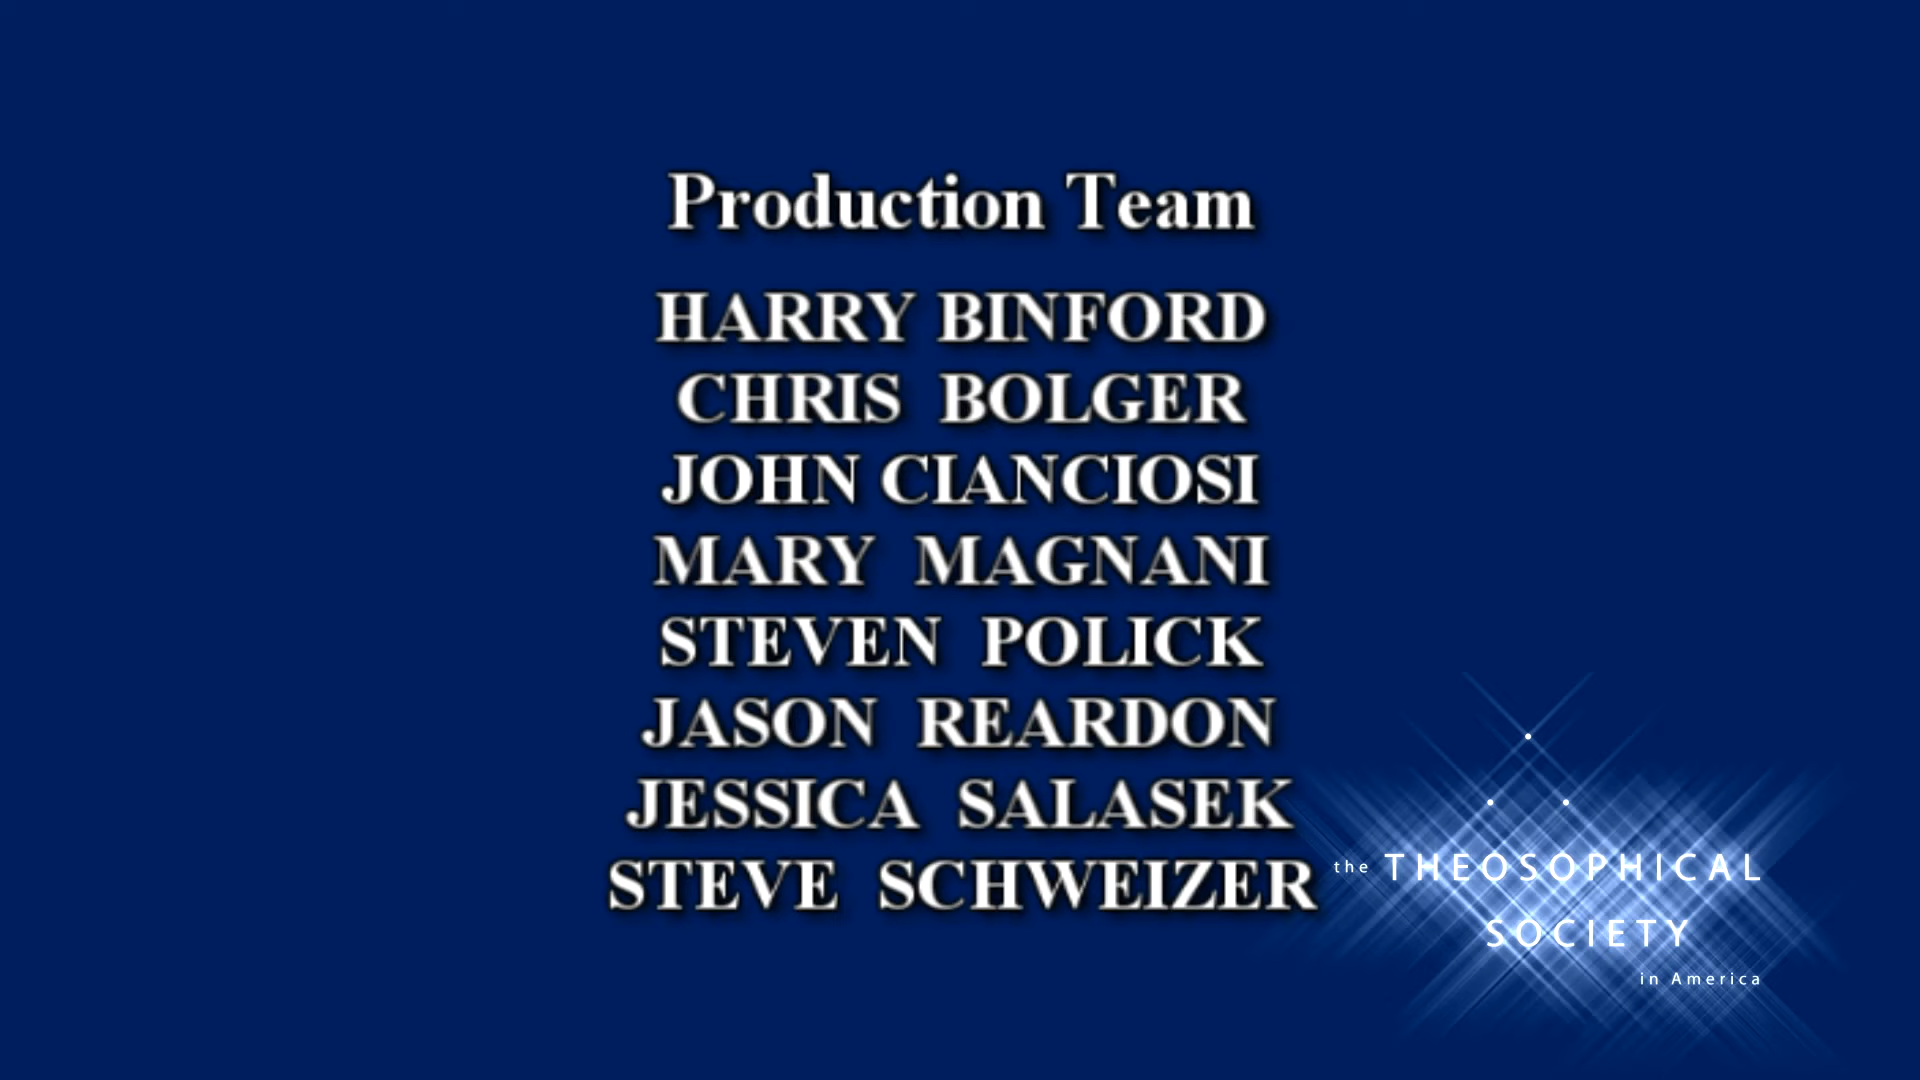 Production Team
HARRY BINFORD
CHRIS BOLGER
JOHN CIANCIOSI
MARY MAGNANI
STEVEN POLICK
JASON REARDON
JESSICA SALASEK
STEVE SCHWEIZER
the THEOSOPHICAL
SOCIETY
in America